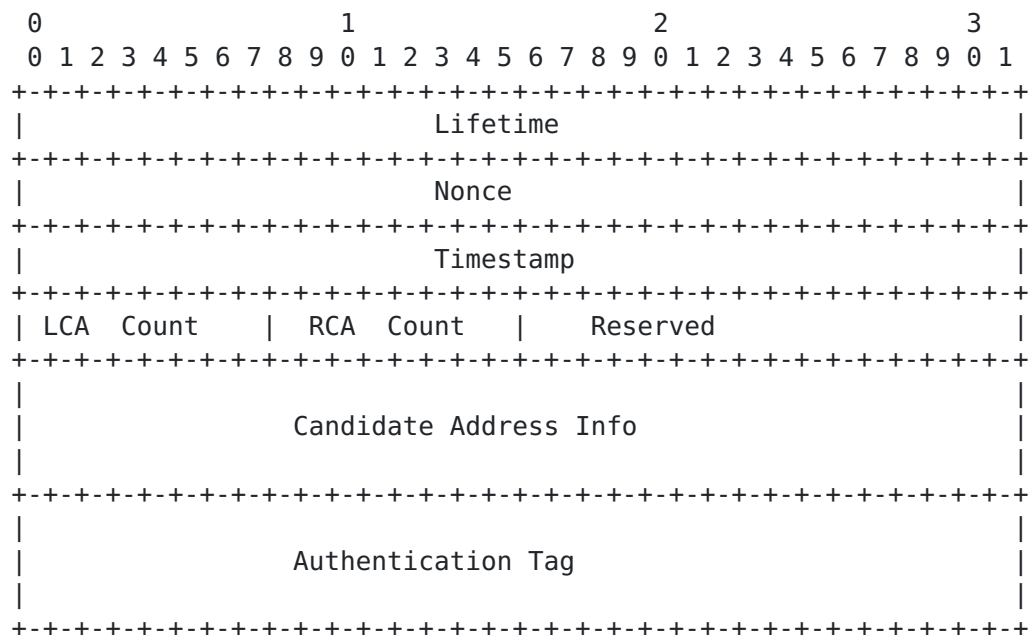 0                   1                   2                   3
 0 1 2 3 4 5 6 7 8 9 0 1 2 3 4 5 6 7 8 9 0 1 2 3 4 5 6 7 8 9 0 1
+-+-+-+-+-+-+-+-+-+-+-+-+-+-+-+-+-+-+-+-+-+-+-+-+-+-+-+-+-+-+-+-+
|                          Lifetime                             |
+-+-+-+-+-+-+-+-+-+-+-+-+-+-+-+-+-+-+-+-+-+-+-+-+-+-+-+-+-+-+-+-+
|                          Nonce                                |
+-+-+-+-+-+-+-+-+-+-+-+-+-+-+-+-+-+-+-+-+-+-+-+-+-+-+-+-+-+-+-+-+
|                          Timestamp                            |
+-+-+-+-+-+-+-+-+-+-+-+-+-+-+-+-+-+-+-+-+-+-+-+-+-+-+-+-+-+-+-+-+
| LCA  Count    |  RCA  Count   |    Reserved                   |
+-+-+-+-+-+-+-+-+-+-+-+-+-+-+-+-+-+-+-+-+-+-+-+-+-+-+-+-+-+-+-+-+
|                                                               |
|                 Candidate Address Info                        |
|                                                               |
+-+-+-+-+-+-+-+-+-+-+-+-+-+-+-+-+-+-+-+-+-+-+-+-+-+-+-+-+-+-+-+-+
|                                                               |
|                 Authentication Tag                            |
|                                                               |
+-+-+-+-+-+-+-+-+-+-+-+-+-+-+-+-+-+-+-+-+-+-+-+-+-+-+-+-+-+-+-+-+